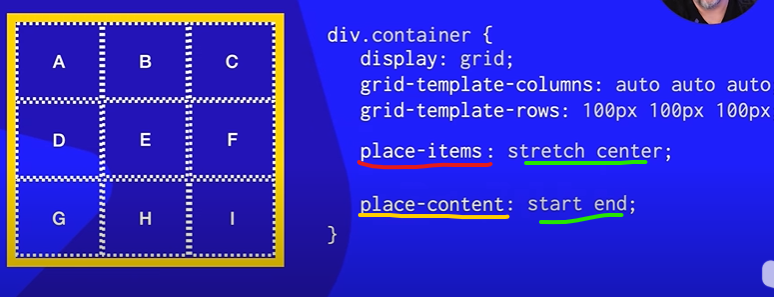 A B C
D E F
G H I
div.container {
display: grid;
grid-template-columns: auto auto auto
grid-template-rows: 100px 100px 100px
place-items: stretch center;
place-content: start end;
}